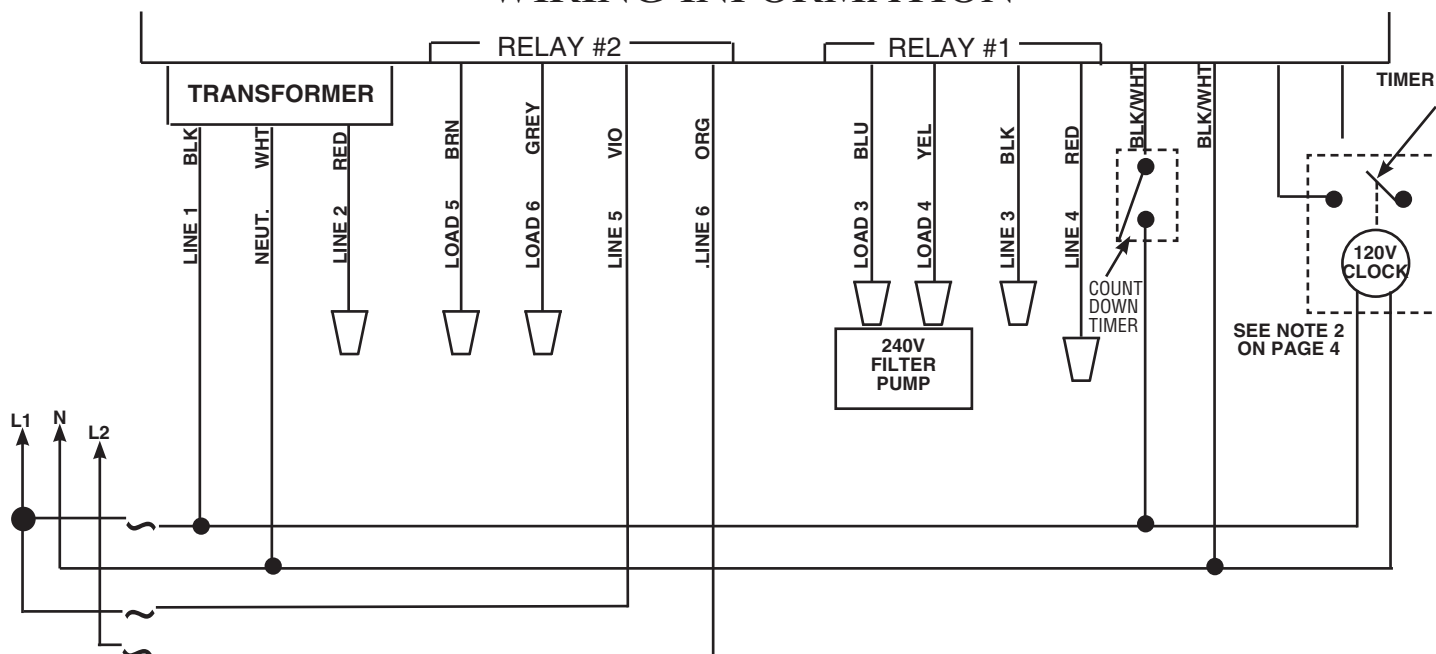 WIRING INFORMATION
RELAY #2
RELAY #1
TRANSFORMER
TIMER
BLK
WHT
RED
BRN
GREY
VIO
ORG
BLU
YEL
BLK
RED
BLK/WHT
BLK/WHT
LINE 1
NEUT.
LINE 2
LOAD 5
LOAD 6
LINE 5
.LINE 6
LOAD 3
LOAD 4
LINE 3
LINE 4
COUNT
DOWN
TIMER
120V
CLOCK
SEE NOTE 2
ON PAGE 4
240V
FILTER
PUMP
L1
N
L2